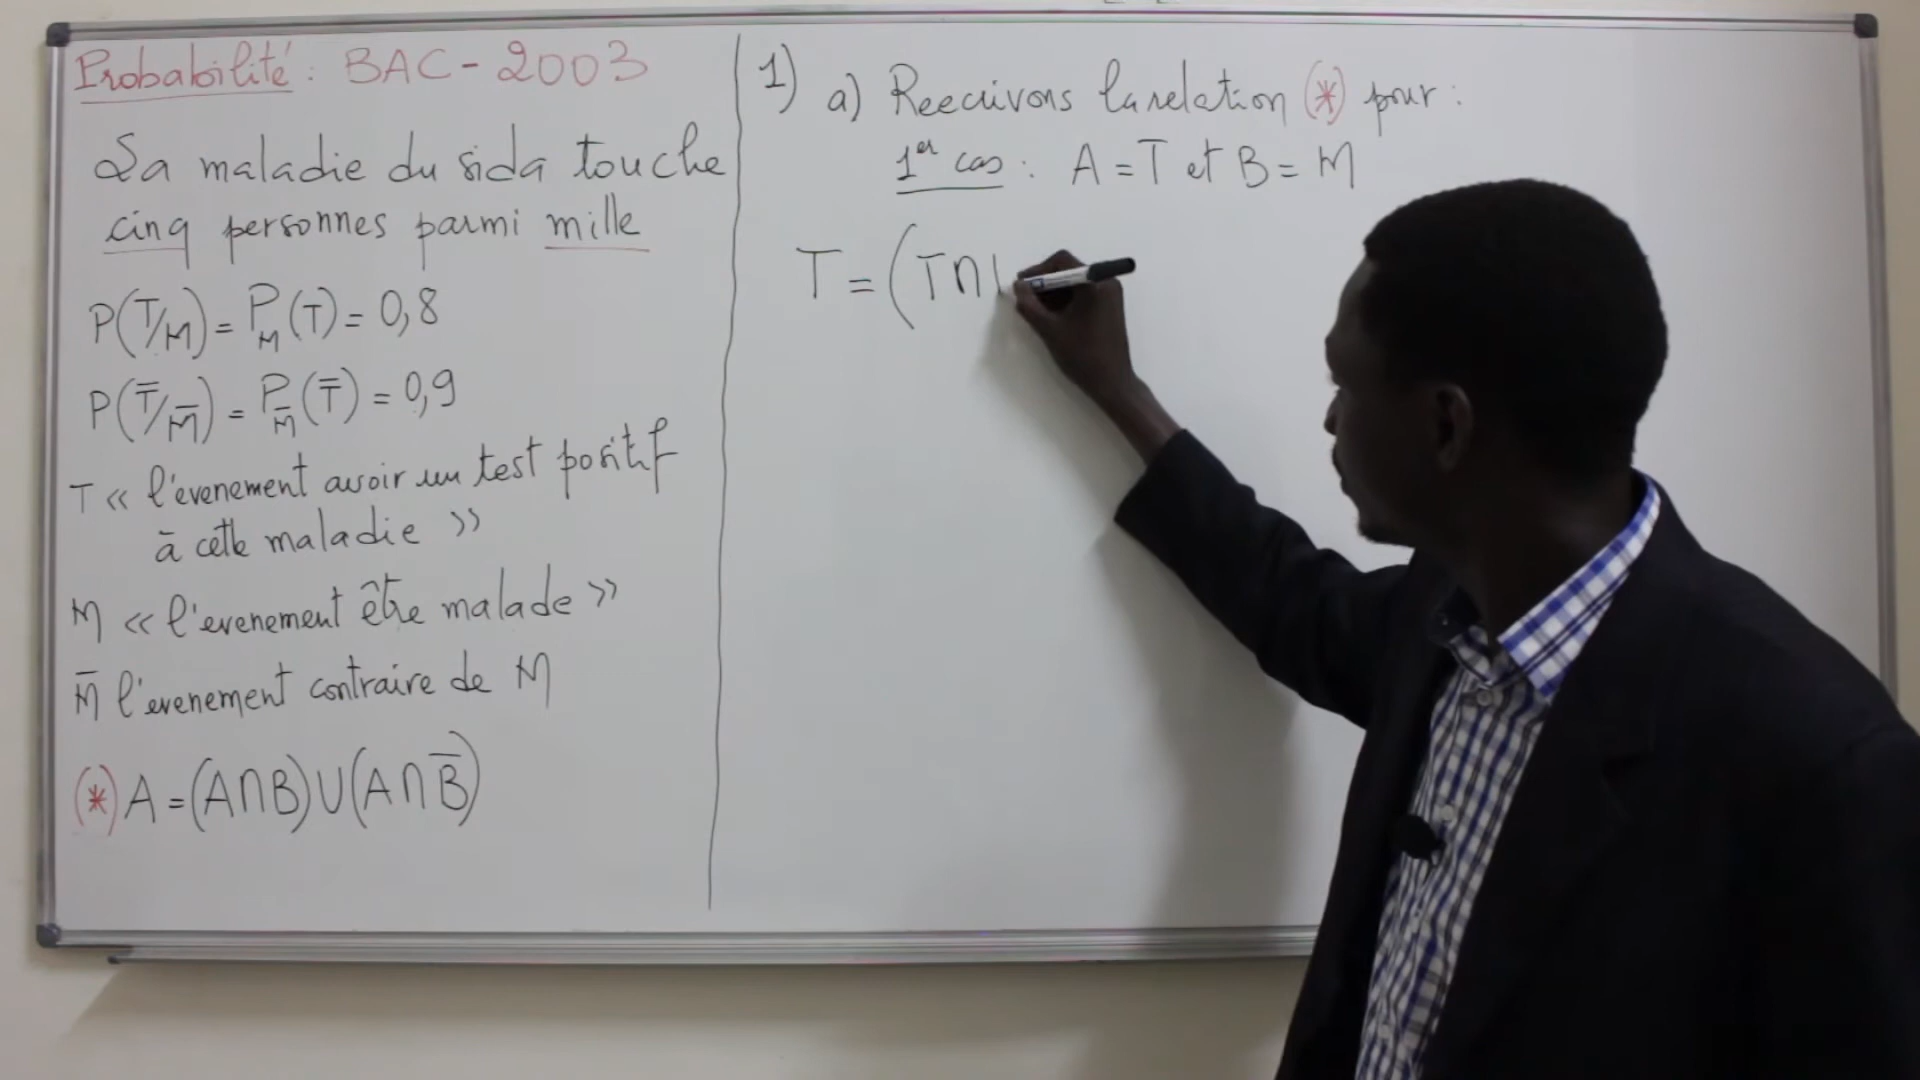 Probabilité : BAC - 2003
La maladie du sida touche
cinq personnes parmi mille
P(T/M) = P_M(T) = 0,8
P(T̄/M̄) = P_M̄(T̄) = 0,9
T << l'évenement avoir un test positif
à cette maladie >>
M << l'evenement être malade >>
M̄ l'evenement contraire de M
(*) A = (A∩B)∪(A∩B̄)
1) a) Reecrivons la relation (*) pour :
1er cas : A = T et B = M
T = (T∩